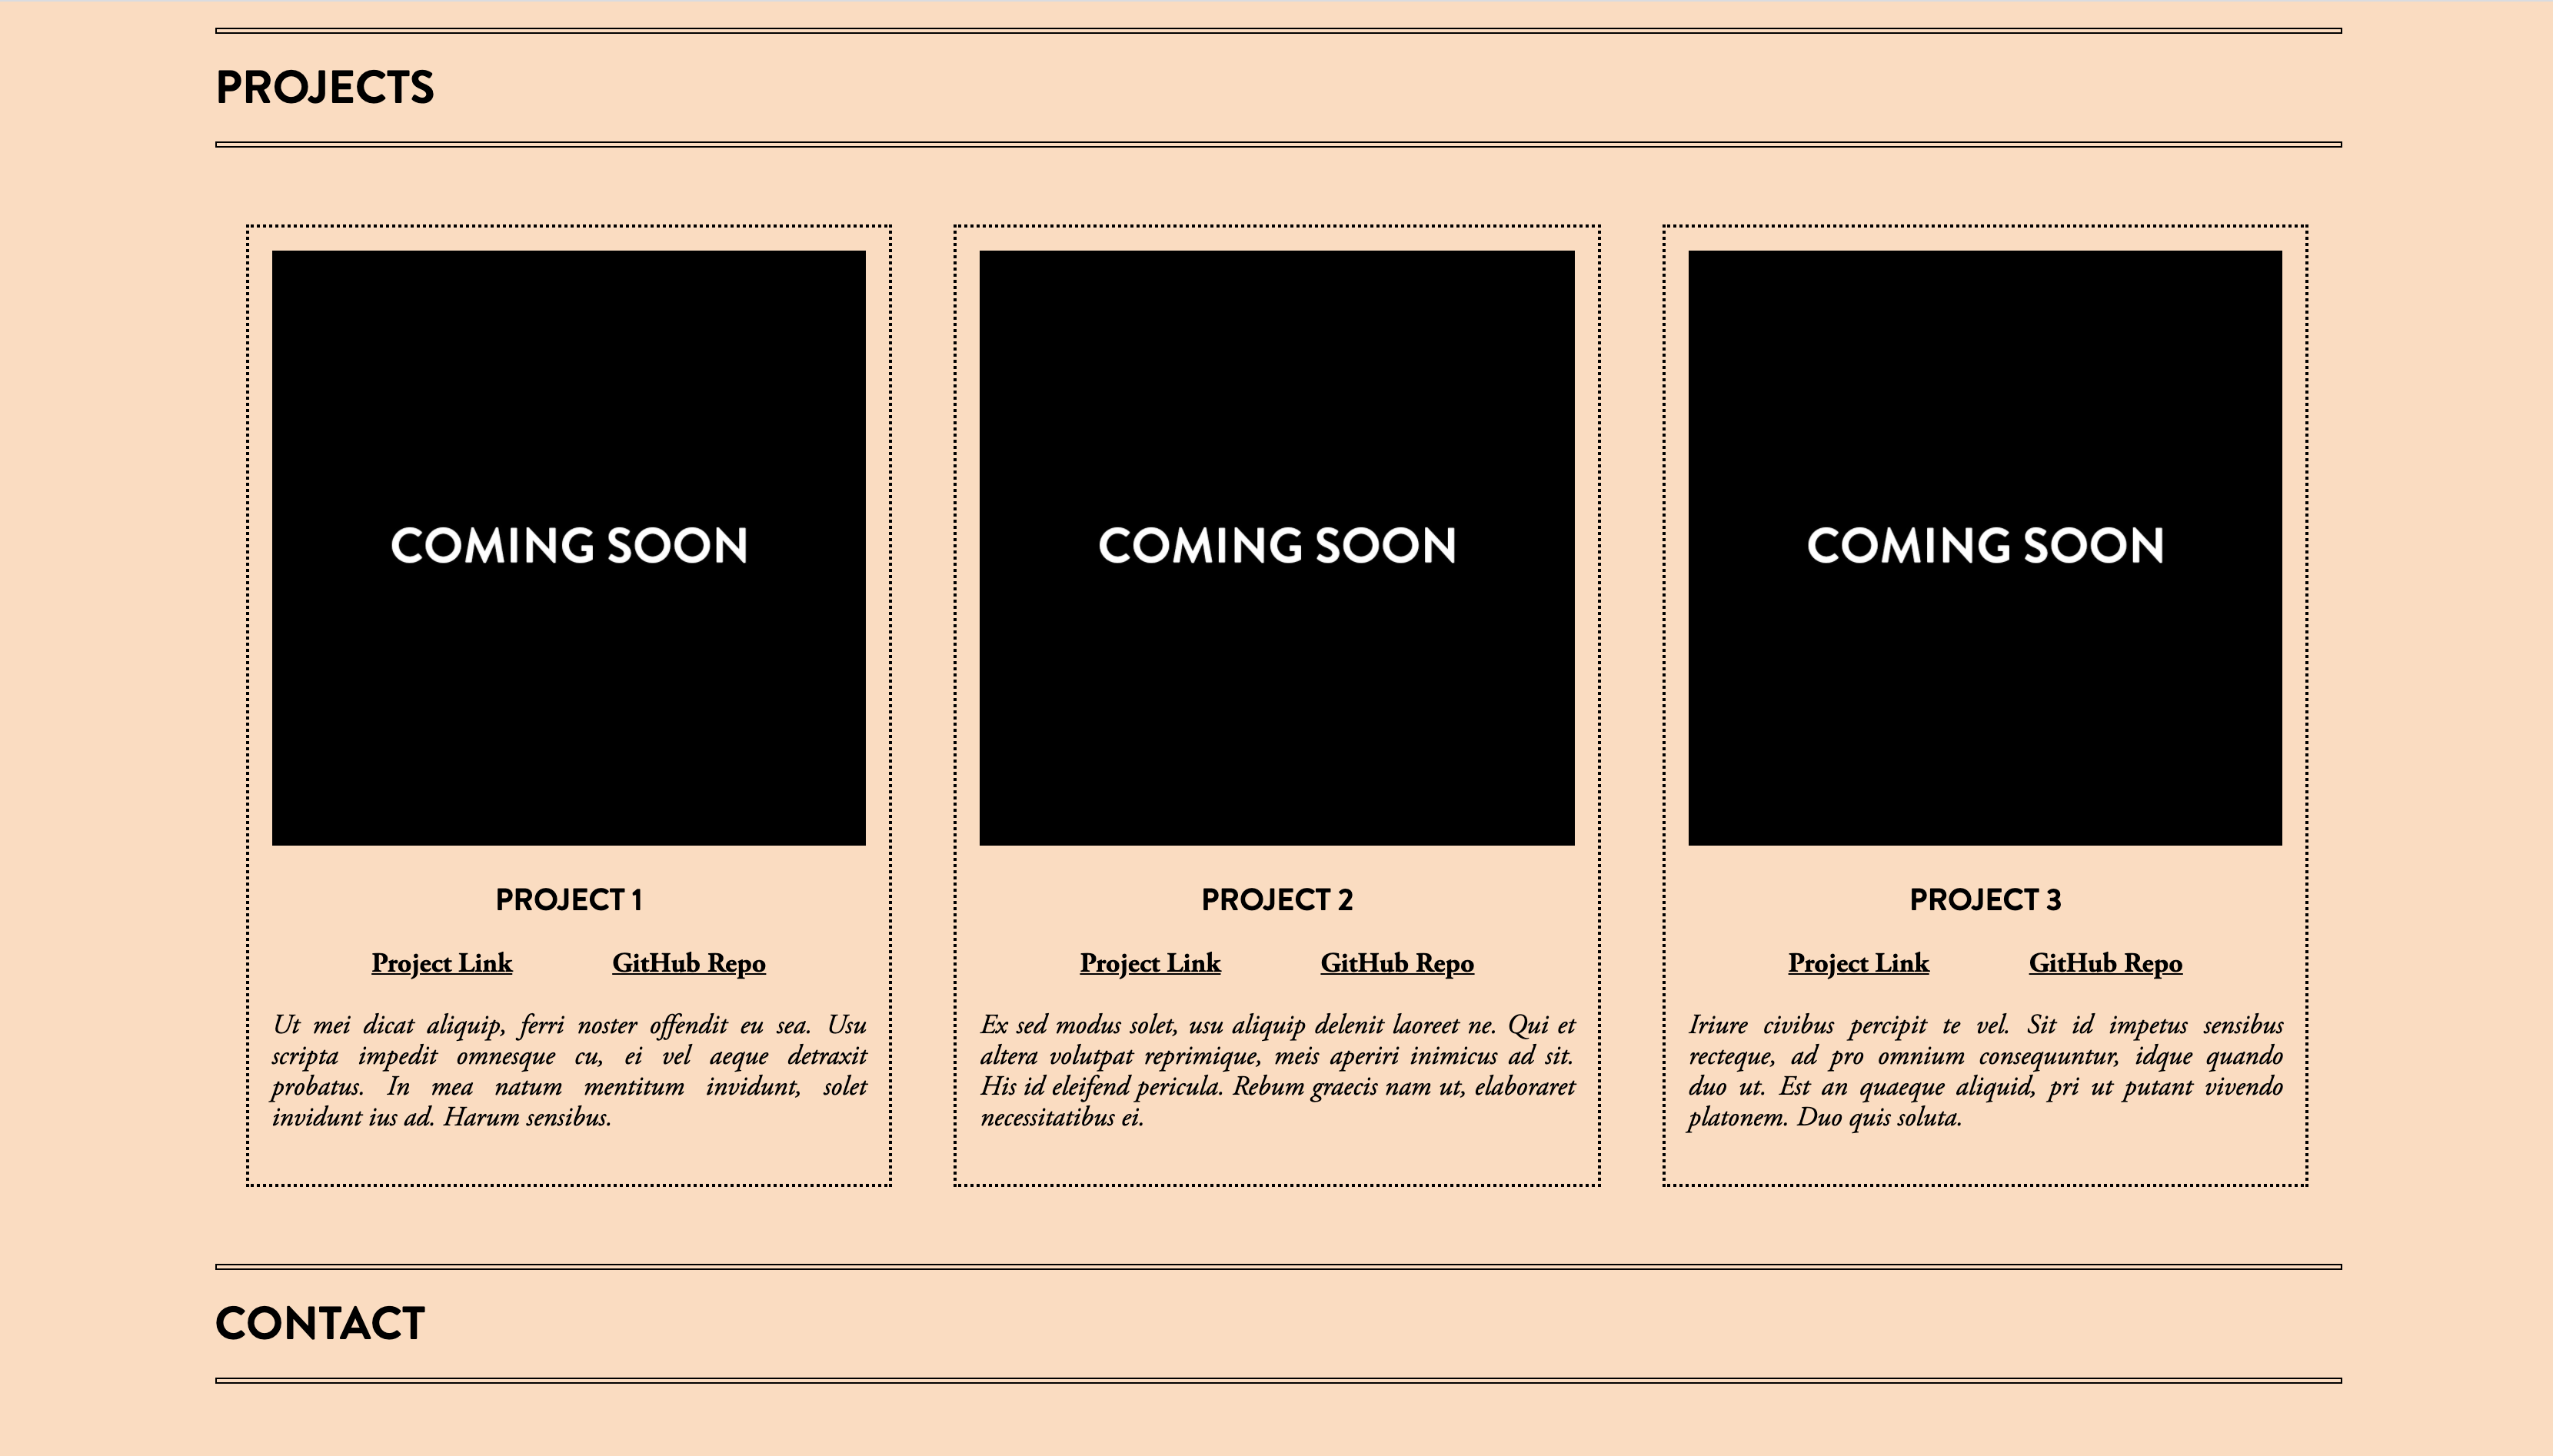 PROJECTS
COMING SOON
PROJECT 1
Project Link GitHub Repo
Ut mei dicat aliquip, ferri noster offendit eu sea. Usu
scripta impedit omnesque cu, ei vel aeque detraxit
probatus. In mea natum mentitum invidunt, solet
invidunt ius ad. Harum sensibus.
COMING SOON
PROJECT 2
Project Link GitHub Repo
Ex sed modus solet, usu aliquip delenit laoreet ne. Qui et
altera volutpat reprimique, meis aperiri inimicus ad sit.
His id eleifend pericula. Rebum graecis nam ut, elaboraret
necessitatibus ei.
COMING SOON
PROJECT 3
Project Link GitHub Repo
Iriure civibus percipit te vel. Sit id impetus sensibus
recteque, ad pro omnium consequuntur, idque quando
duo ut. Est an quaeque aliquid, pri ut putant vivendo
platonem. Duo quis soluta.
CONTACT